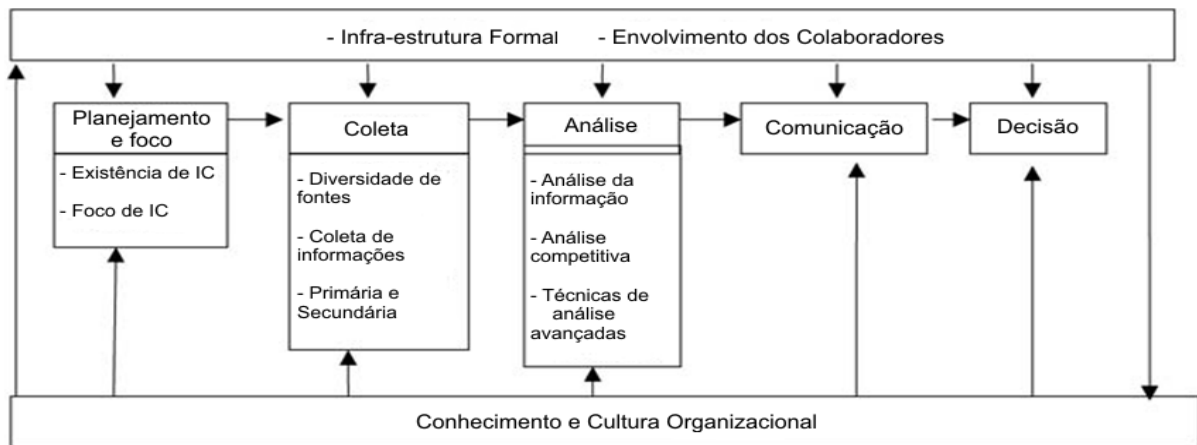 - Infra-estrutura Formal - Envolvimento dos Colaboradores
Planejamento
e foco
- Existência de IC
- Foco de IC
Coleta
- Diversidade de
fontes
- Coleta de
informações
- Primária e
Secundária
Análise
- Análise da
informação
- Análise
competitiva
- Técnicas de
análise
avançadas
Comunicação
Decisão
Conhecimento e Cultura Organizacional